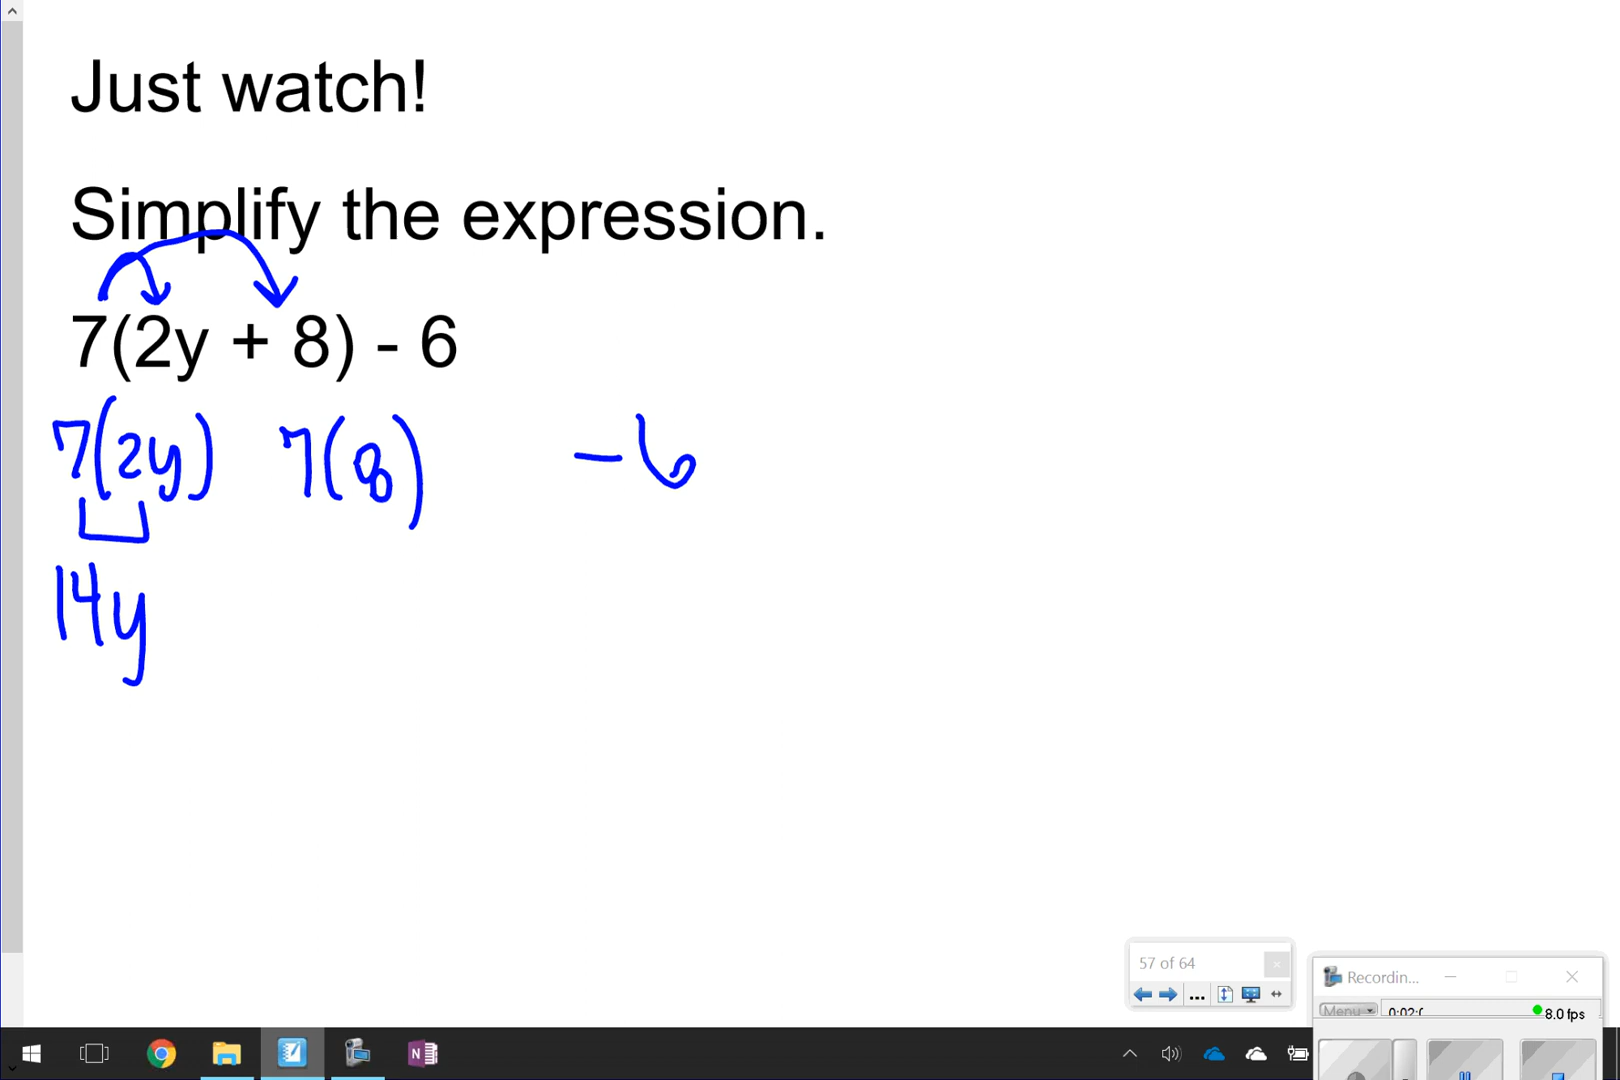 Just watch!
Simplify the expression.
7(2y + 8) - 6
7(2y) 7(8) -6
14y
57 of 64
...
Recordin...
Menu
8.0 fps
N